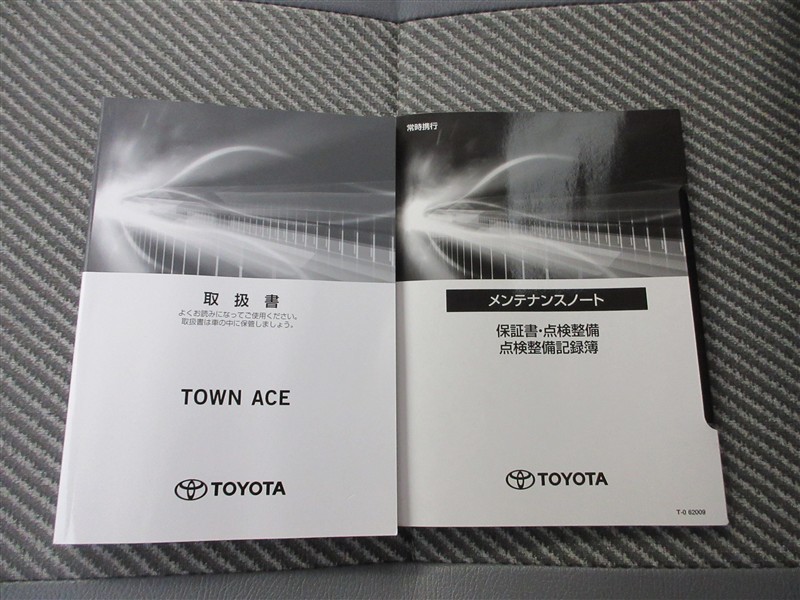 取扱書
よくお読みになってご使用ください。
取扱書は車の中に保管しましょう。
TOWN ACE
TOYOTA
常時携行
メンテナンスノート
保証書・点検整備
点検整備記録簿
TOYOTA
T-0 62009